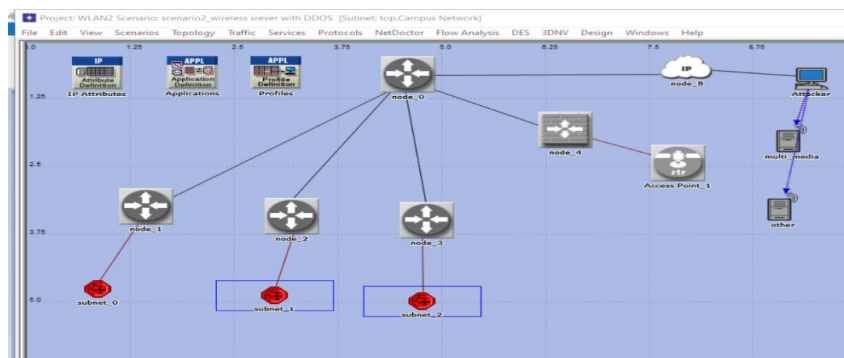 Project: WLAN2 Scenario: scenario2_wireless srever with DDOS [Subnet: top.Campus Network]
File Edit View Scenarios Topology Traffic Services Protocols NetDoctor Flow Analysis DES 3DNV Design Windows Help
0.0 1.25 2.5 3.75 5.0 6.25 7.5 8.75
IP
Attribute
Definition
IP Attributes
APPL
Application
Definition
Applications
APPL
Profile
Definition
Profiles
node_0
IP
node_8
Attacker
1.25
node_4
multi_media
2.5
rtr
Access Point_1
node_1
node_2
node_3
other
3.75
subnet_0
subnet_1
subnet_2
5.0